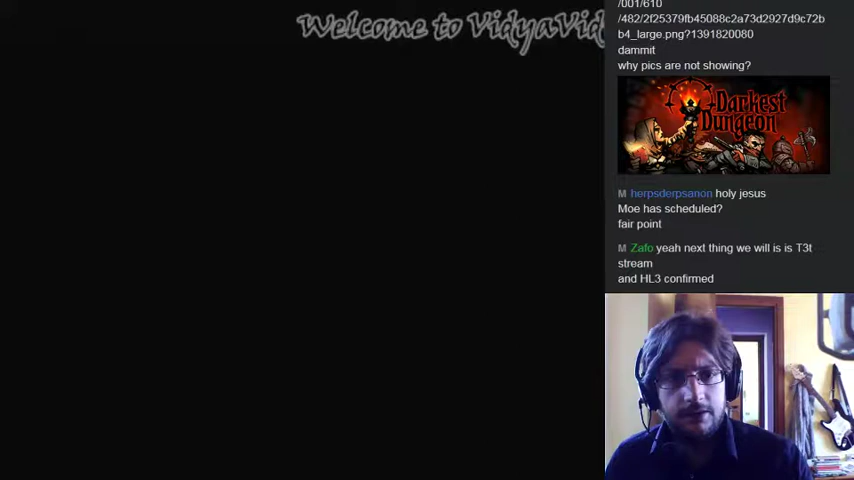 Welcome to VidyaVid
/001/610
/482/2f25379fb45088c2a73d2927d9c72b
b4_large.png?1391820080
dammit
why pics are not showing?
Darkest
Dungeon
M herpsderpsanon holy jesus
Moe has scheduled?
fair point
M Zafo yeah next thing we will is is T3t
stream
and HL3 confirmed